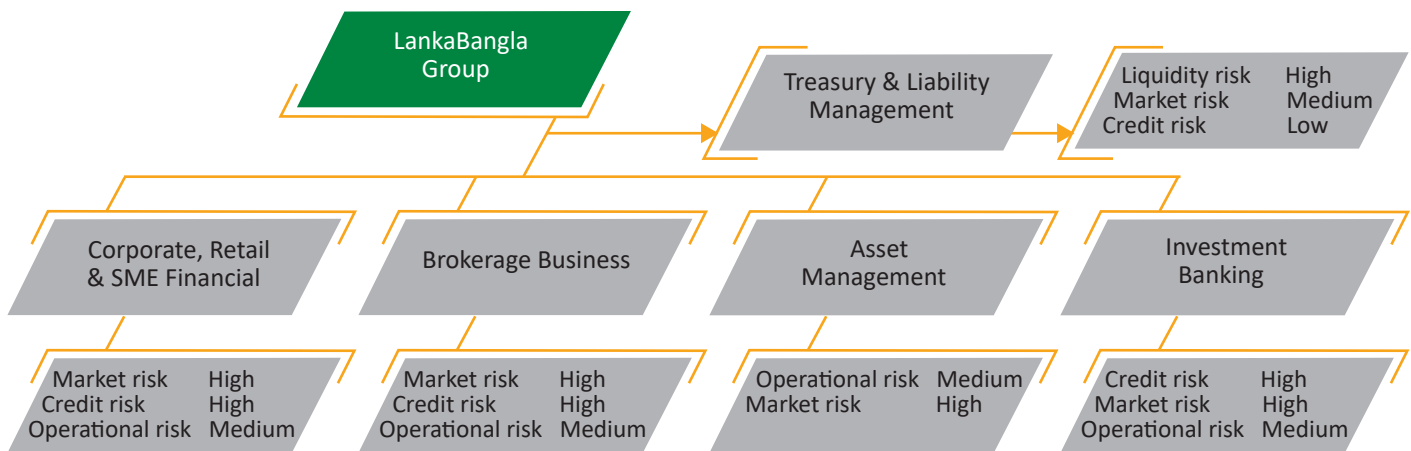 LankaBangla
Group
Treasury & Liability
Management
Liquidity risk High
Market risk Medium
Credit risk Low
Corporate, Retail
& SME Financial
Brokerage Business
Asset
Management
Investment
Banking
Market risk High
Credit risk High
Operational risk Medium
Market risk High
Credit risk High
Operational risk Medium
Operational risk Medium
Market risk High
Credit risk High
Market risk High
Operational risk Medium